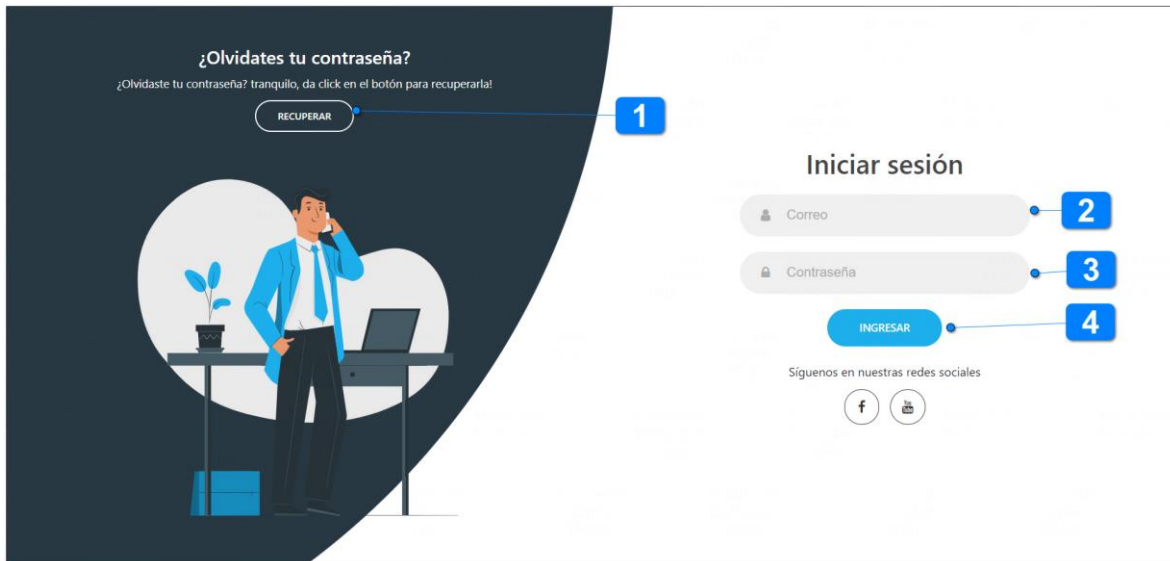 ¿Olvidates tu contraseña?
¿Olvidaste tu contraseña? tranquilo, da click en el botón para recuperarla!
RECUPERAR
1
Iniciar sesión
Correo
2
Contraseña
3
INGRESAR
4
Síguenos en nuestras redes sociales
f
You Tube